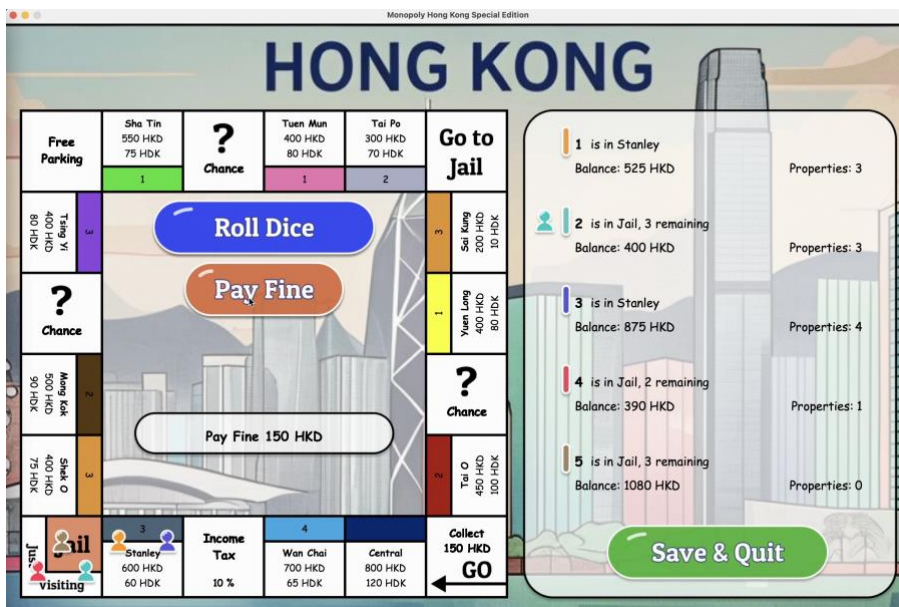 Monopoly Hong Kong Special Edition
HONG KONG
Free
Parking
Sha Tin
550 HKD
75 HDK
1
?
Chance
Tuen Mun
400 HKD
80 HDK
1
Tai Po
300 HKD
70 HDK
2
Go to
Jail
Tsing Yi
400 HKD
80 HDK
3
?
Chance
Mong Kok
500 HKD
90 HDK
2
Shek O
400 HKD
75 HDK
3
Roll Dice
Pay Fine
Pay Fine 150 HKD
3
Sai Kung
200 HKD
10 HDK
1
Yuen Long
400 HKD
80 HDK
?
Chance
2
Tai O
450 HKD
100 HDK
Visiting
3
Stanley
600 HKD
60 HDK
Income
Tax
10 %
4
Wan Chai
700 HKD
65 HDK
Central
800 HKD
120 HDK
Collect
150 HKD
GO
1 is in Stanley
Balance: 525 HKD
Properties: 3
2 is in Jail, 3 remaining
Balance: 400 HKD
Properties: 3
3 is in Stanley
Balance: 875 HKD
Properties: 4
4 is in Jail, 2 remaining
Balance: 390 HKD
Properties: 1
5 is in Jail, 3 remaining
Balance: 1080 HKD
Properties: 0
Save & Quit